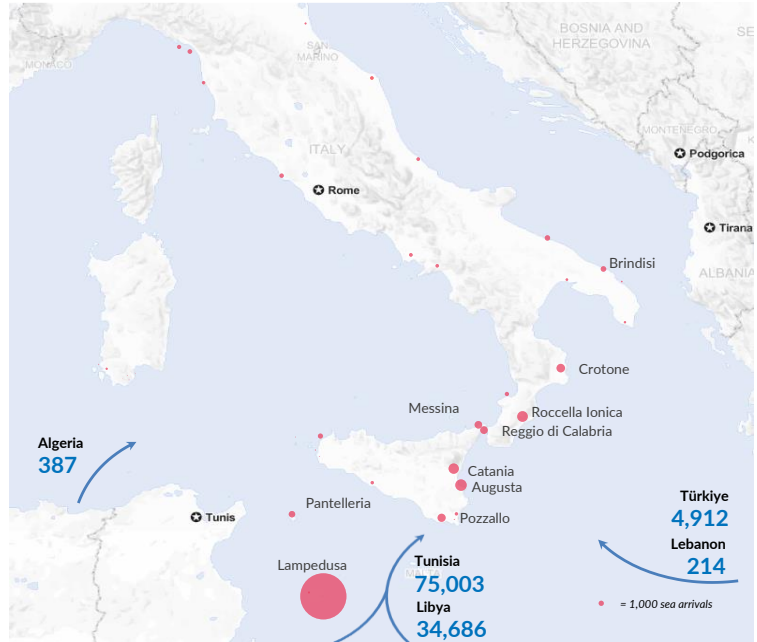 BOSNIA AND
HERZEGOVINA
SE
SAN
MARINO
MONACO
MONTENEGRO
K
Podgorica
ITALY
Rome
Tirana
Brindisi
ALBANIA
Crotone
Messina
Roccella Ionica
Reggio di Calabria
Algeria
387
Catania
Augusta
Pantelleria
Tunis
Pozzallo
Türkiye
4,912
Lebanon
214
Lampedusa
Tunisia
75,003
Libya
34,686
= 1,000 sea arrivals